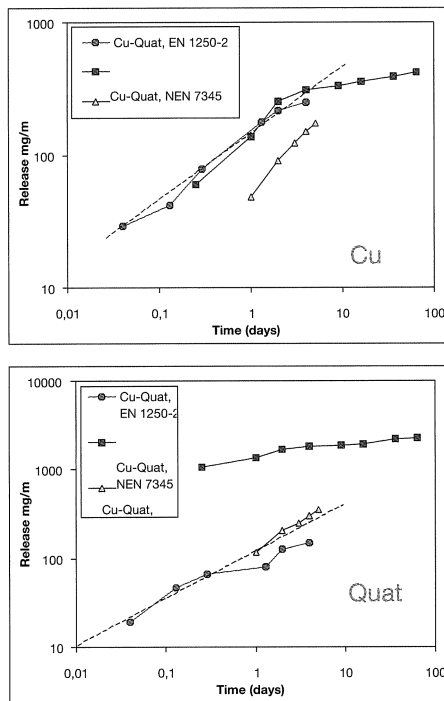 Cu-Quat, EN 1250-2
Cu-Quat, NEN 7345
1000
100
10
Release mg/m
Cu
0,01
0,1
1
10
100
Time (days)
Cu-Quat,
EN 1250-2
Cu-Quat,
NEN 7345
Cu-Quat,
10000
1000
100
10
Release mg/m
Quat
0,01
0,1
1
10
100
Time (days)